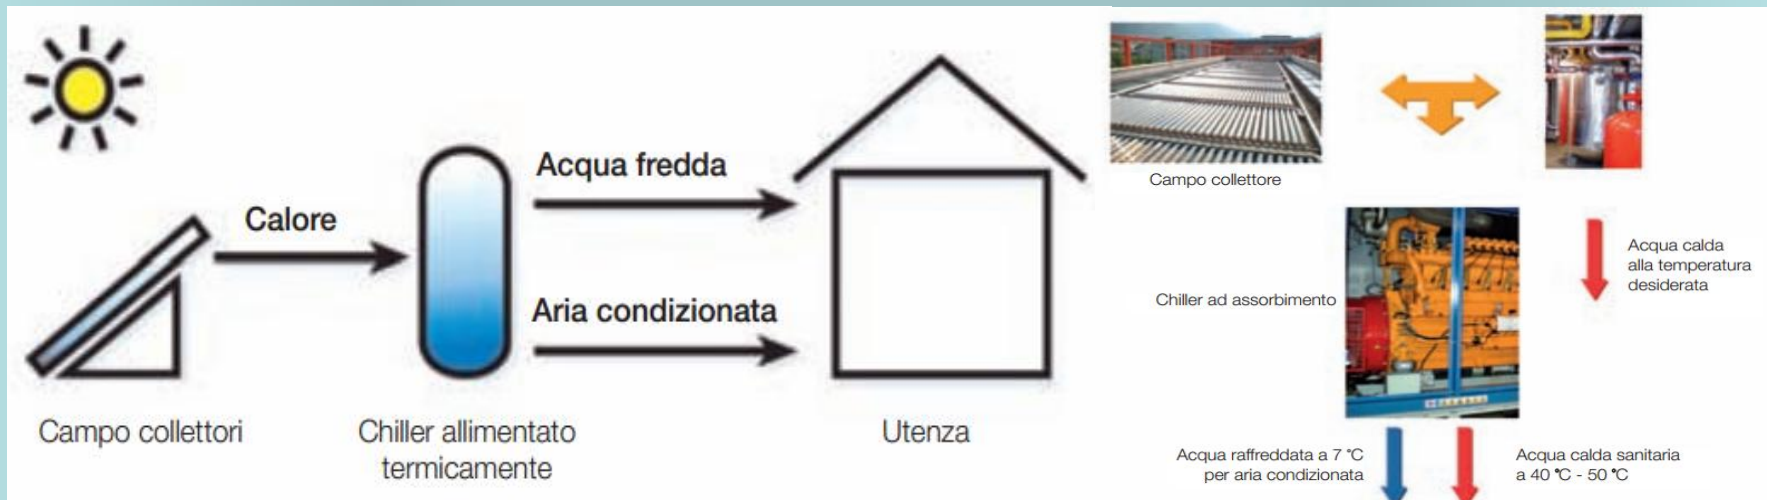 Calore
Acqua fredda
Aria condizionata
Campo collettori
Chiller allimentato
termicamente
Utenza
Campo collettore
Chiller ad assorbimento
Acqua calda
alla temperatura
desiderata
Acqua raffreddata a 7 °C
per aria condizionata
Acqua calda sanitaria
a 40 °C - 50 °C